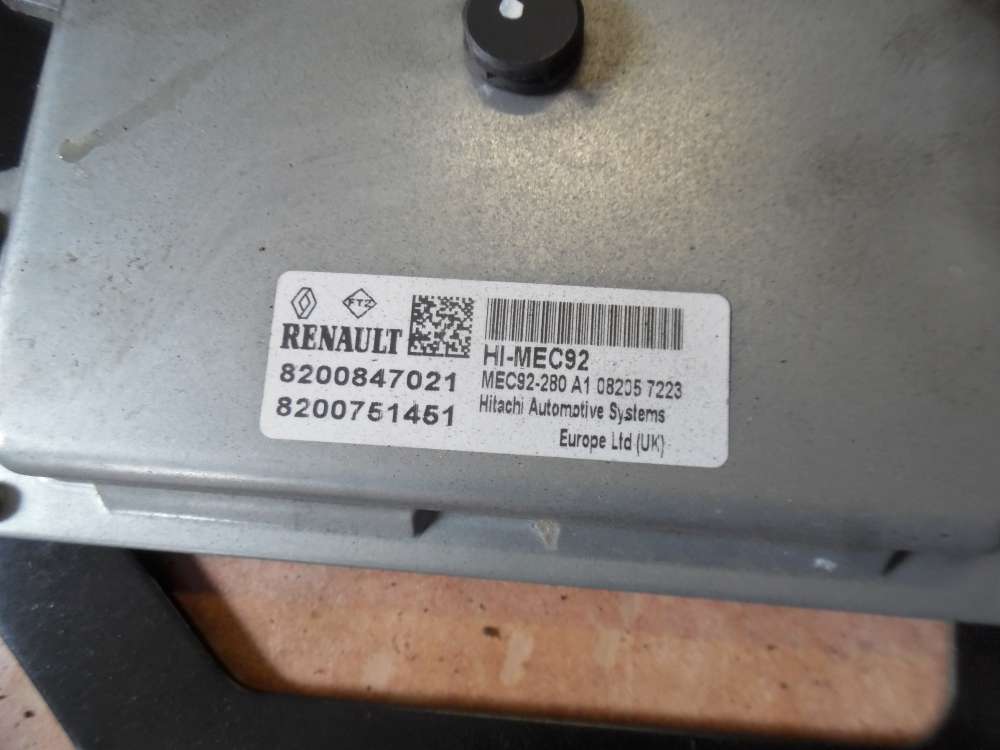 FTZ
RENAULT
8200847021
8200751451
HI-MEC92
MEC92-280 A1 08205 7223
Hitachi Automotive Systems
Europe Ltd (UK)